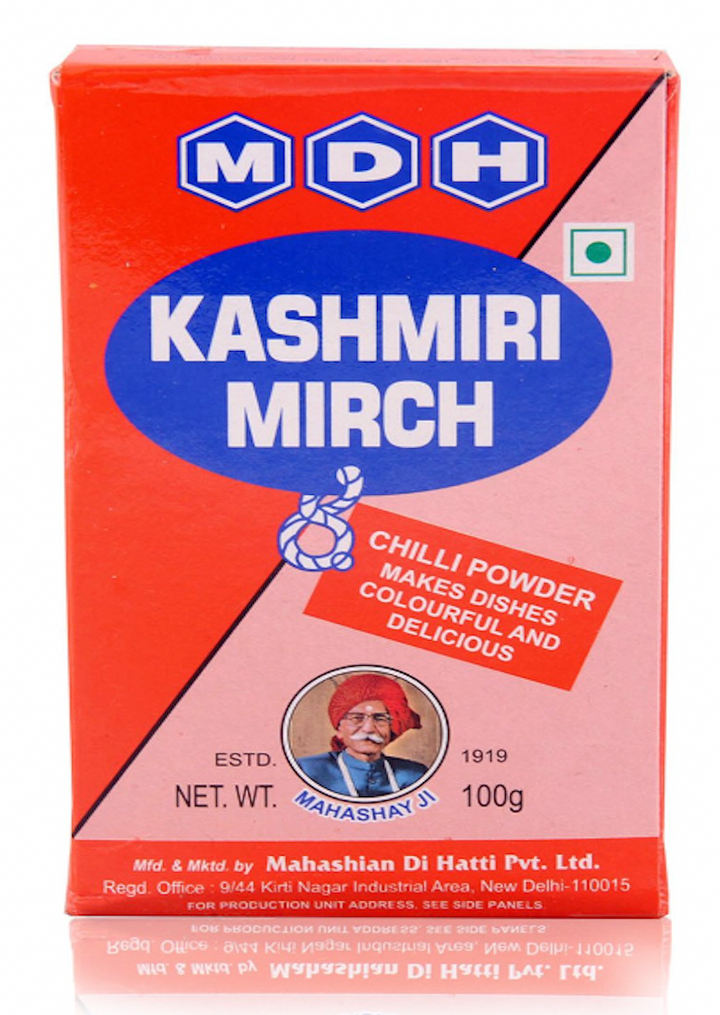 MDH
KASHMIRI
MIRCH
CHILLI POWDER
MAKES DISHES
COLOURFUL AND
DELICIOUS
ESTD. 1919
NET. WT. 100g
MAHASHAY JI
Mfd. & Mktd. by Mahashian Di Hatti Pvt. Ltd.
Regd. Office : 9/44 Kirti Nagar Industrial Area, New Delhi-110015
FOR PRODUCTION UNIT ADDRESS, SEE SIDE PANELS